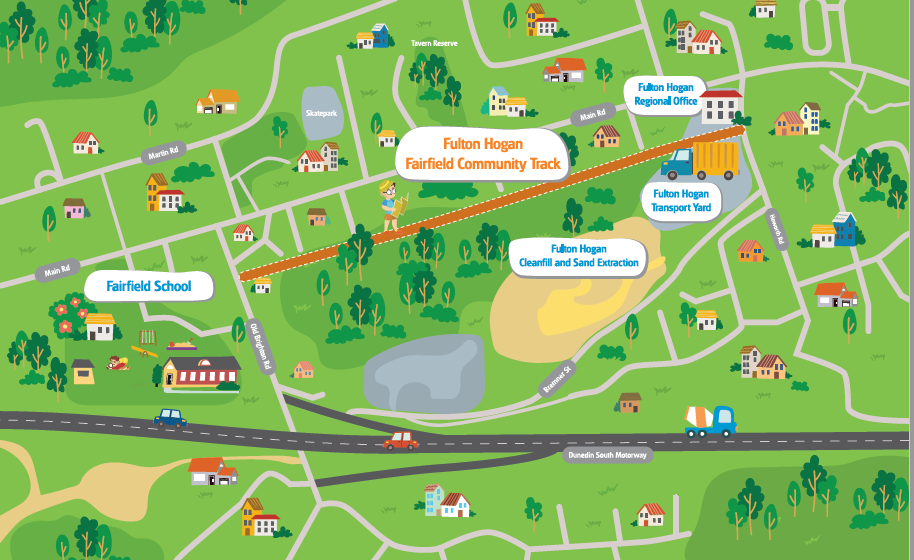 Tavern Reserve
Fulton Hogan
Regional Office
Skatepark
Main Rd
Martin Rd
Fulton Hogan
Fairfield Community Track
Fulton Hogan
Transport Yard
Howorth Rd
Fulton Hogan
Cleanfill and Sand Extraction
Main Rd
Fairfield School
Old Brighton Rd
Bremner St
Dunedin South Motorway